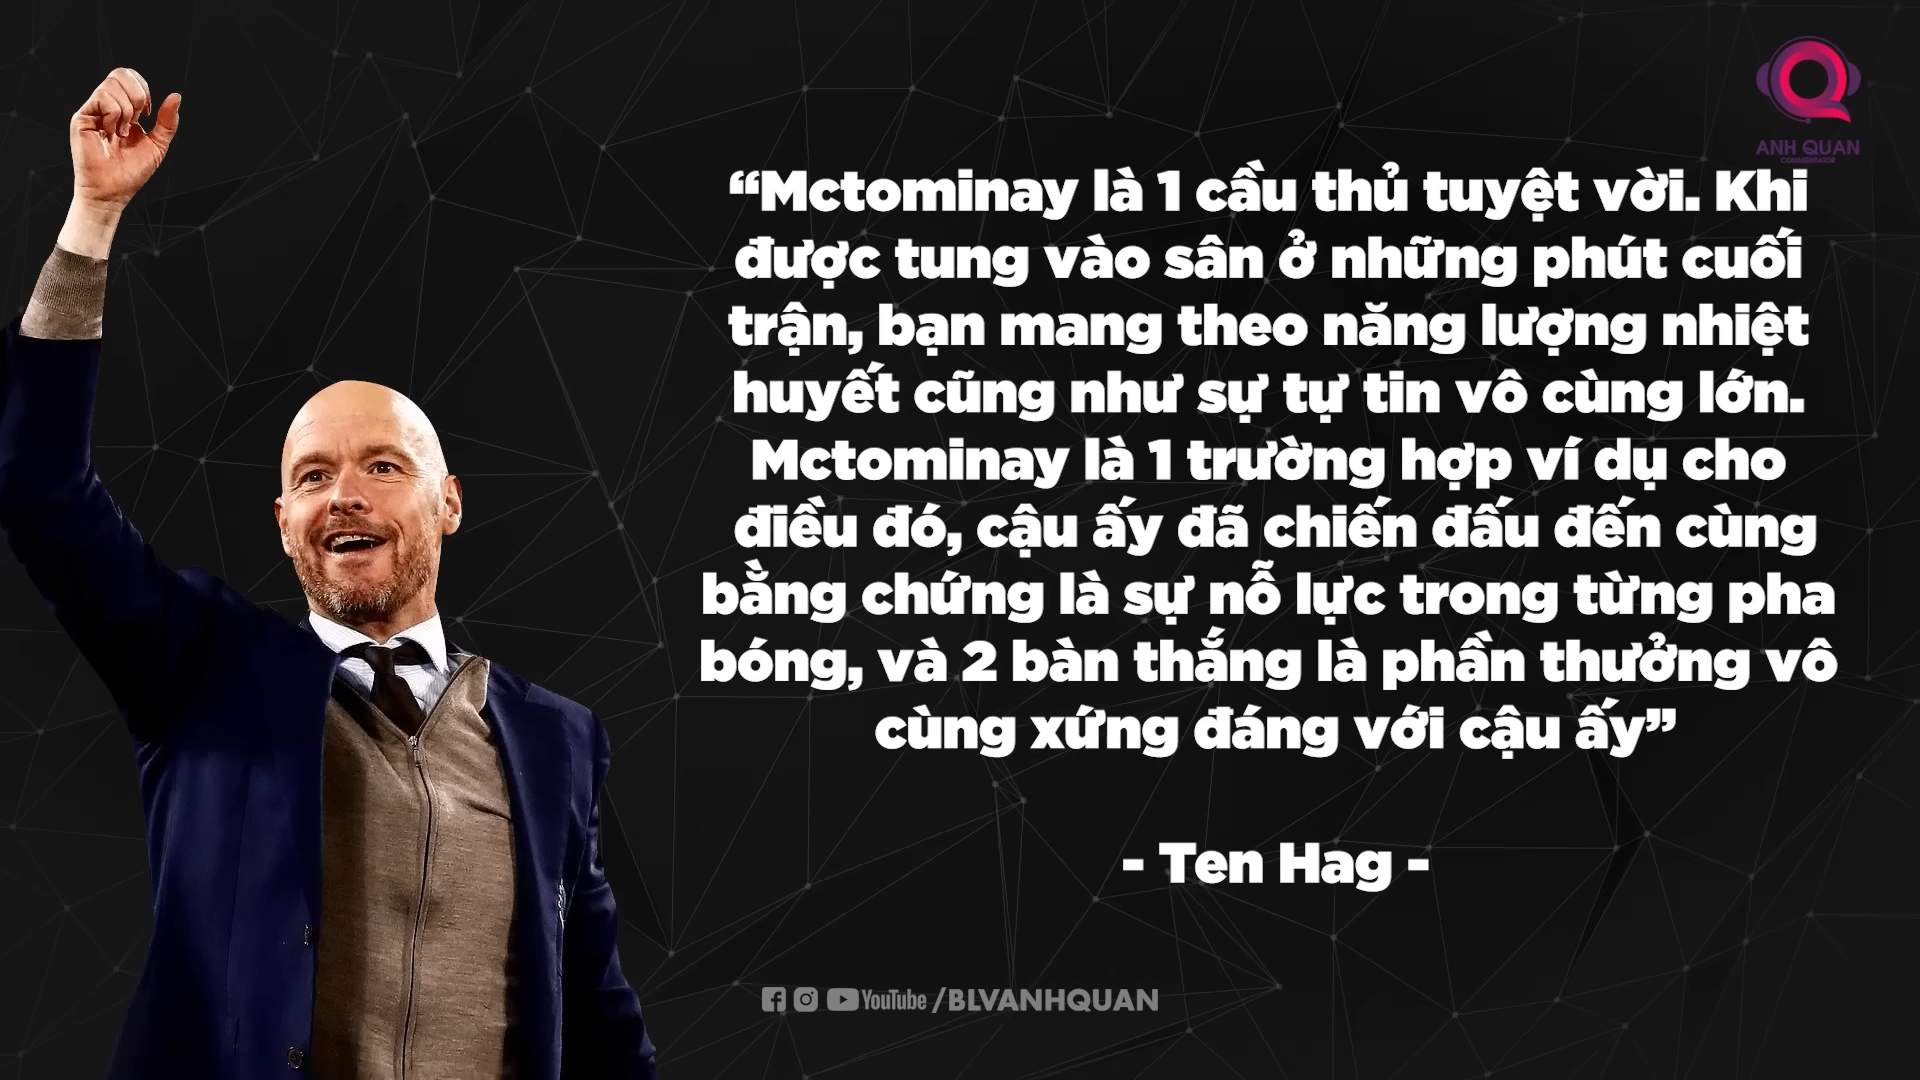 ANH QUAN
COMMENTATOR
“Mctominay là 1 cầu thủ tuyệt vời. Khi
được tung vào sân ở những phút cuối
trận, bạn mang theo năng lượng nhiệt
huyết cũng như sự tự tin vô cùng lớn.
Mctominay là 1 trường hợp ví dụ cho
điều đó, cậu ấy đã chiến đấu đến cùng
bằng chứng là sự nỗ lực trong từng pha
bóng, và 2 bàn thắng là phần thưởng vô
cùng xứng đáng với cậu ấy”
- Ten Hag -
YouTube /BLVANHQUAN